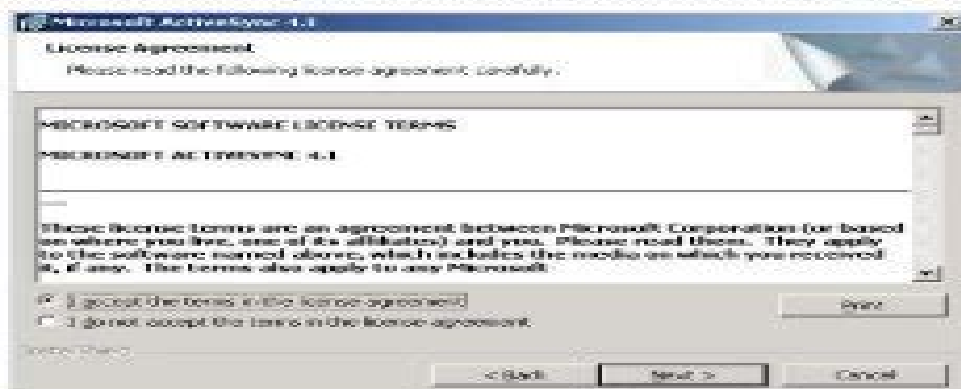 Microsoft ActiveSync 4.1
License Agreement
Please read the following license agreement carefully.
MICROSOFT SOFTWARE LICENSE TERMS
MICROSOFT ACTIVESYNC 4.1
These license terms are an agreement between Microsoft Corporation (or based
on where you live, one of its affiliates) and you. Please read them. They apply
to the software named above, which includes the media on which you received
it, if any. The terms also apply to any Microsoft
I accept the terms in the license agreement
Print
I do not accept the terms in the license agreement
< Back
Next >
Cancel